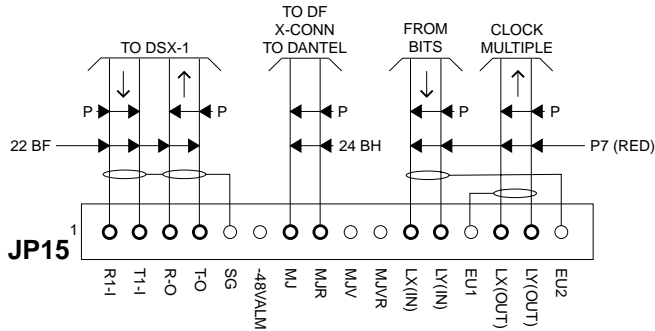 TO DSX-1
TO DF
X-CONN
TO DANTEL
FROM
BITS
CLOCK
MULTIPLE
P
P
P
P
P
22 BF
24 BH
P7 (RED)
JP15
1
R1-I
T1-I
R-O
T-O
SG
-48VALM
MJ
MJR
MJV
MJVR
LX(IN)
LY(IN)
EU1
LX(OUT)
LY(OUT)
EU2